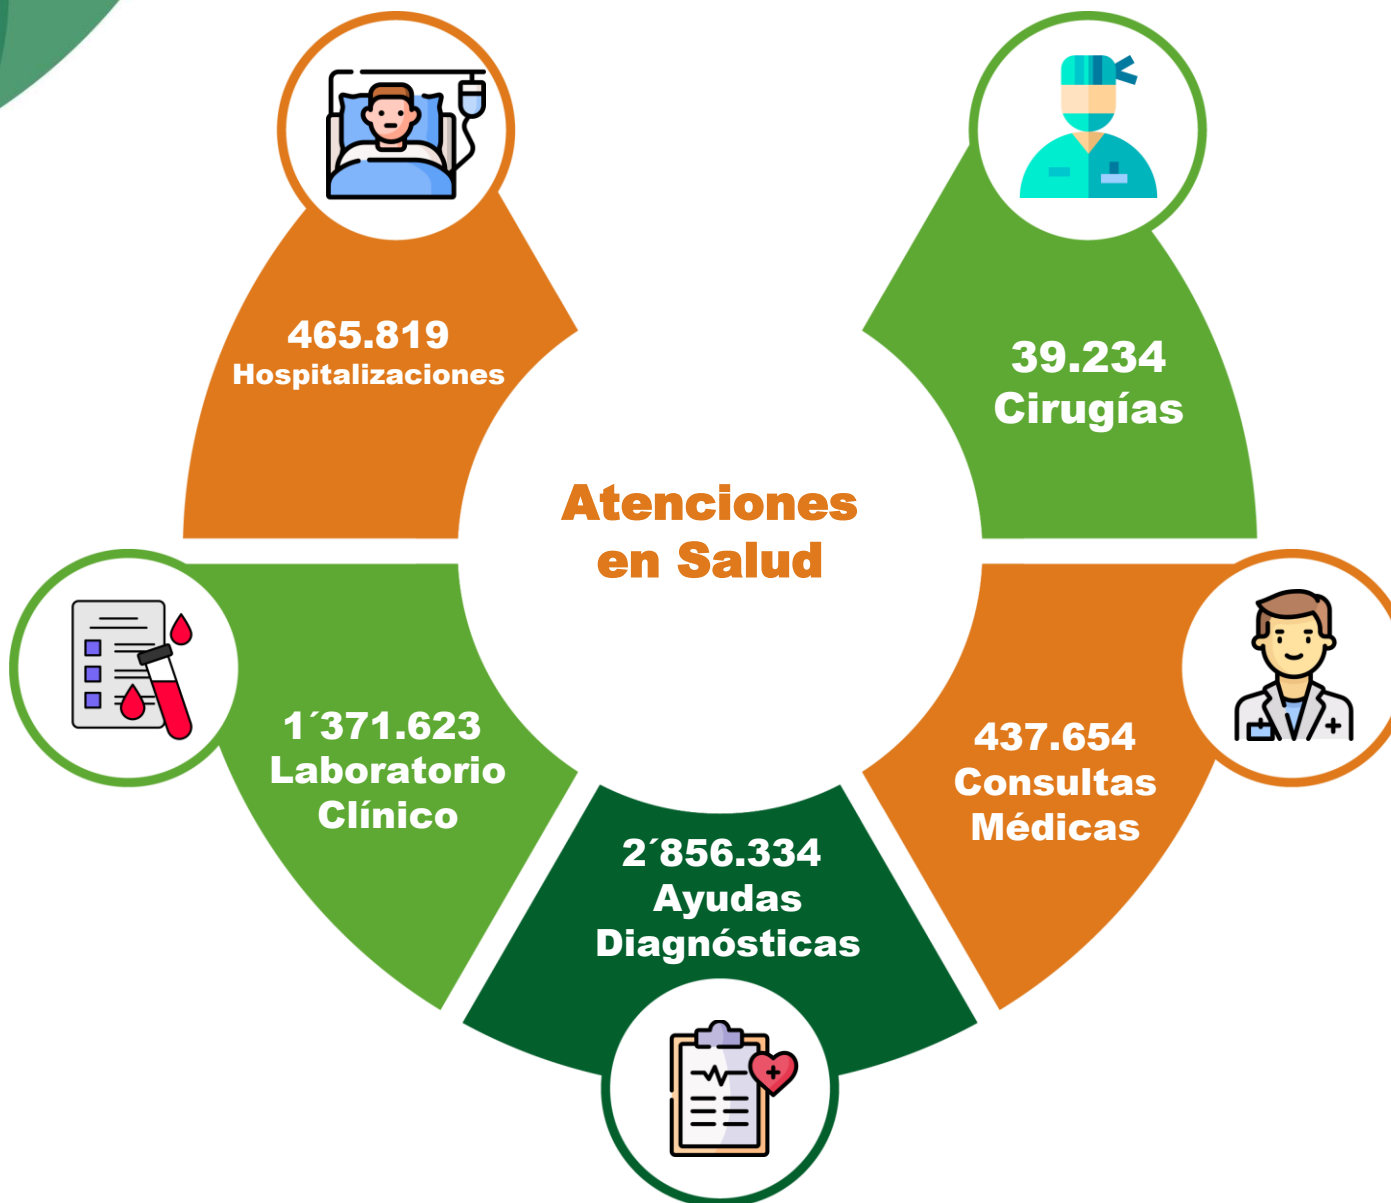 465.819
Hospitalizaciones
39.234
Cirugías
Atenciones
en Salud
1´371.623
Laboratorio
Clínico
437.654
Consultas
Médicas
2´856.334
Ayudas
Diagnósticas